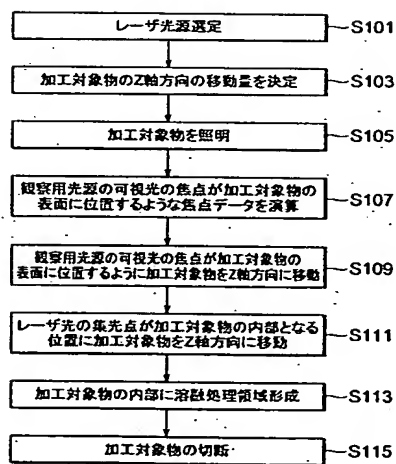 レーザ光源選定 S101
加工対象物のZ軸方向の移動量を決定 S103
加工対象物を照明 S105
観察用光源の可視光の焦点が加工対象物の
表面に位置するような焦点データを演算 S107
観察用光源の可視光の焦点が加工対象物の
表面に位置するように加工対象物をZ軸方向に移動 S109
レーザ光の集光点が加工対象物の内部となる
位置に加工対象物をZ軸方向に移動 S111
加工対象物の内部に溶融処理領域形成 S113
加工対象物の切断 S115